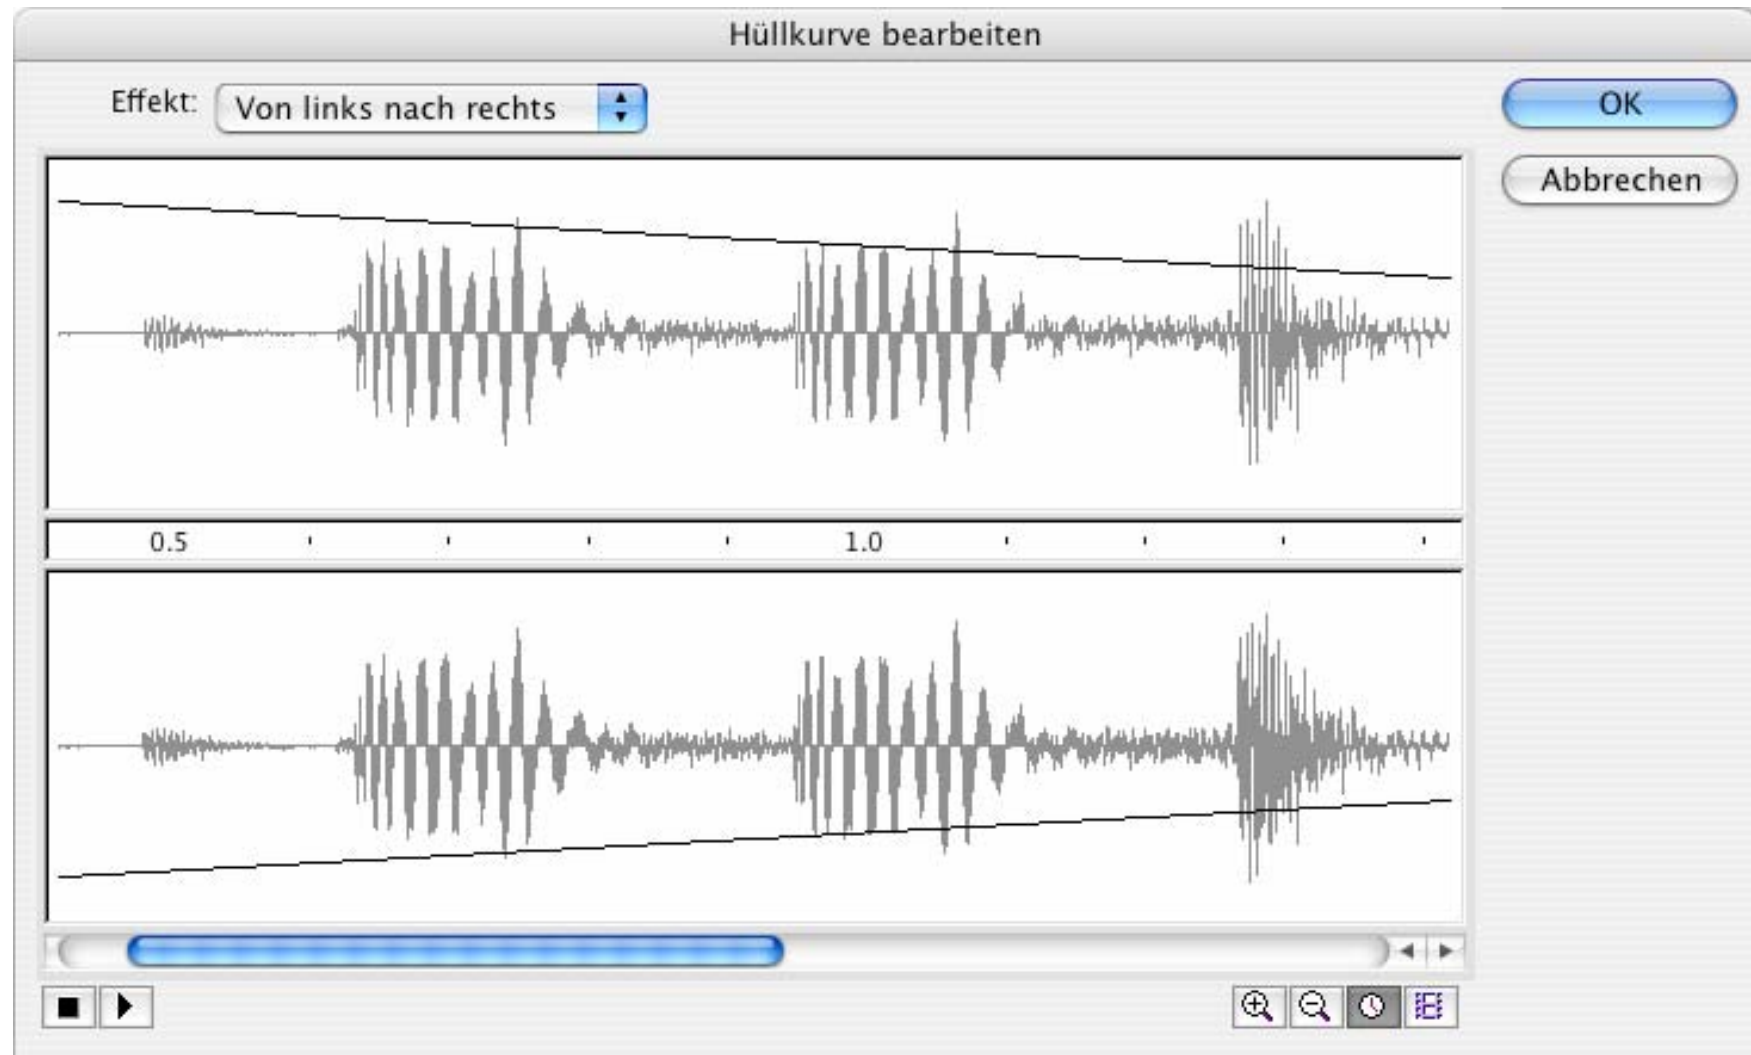 Hüllkurve bearbeiten
Effekt: Von links nach rechts
OK
Abbrechen
0.5 1.0